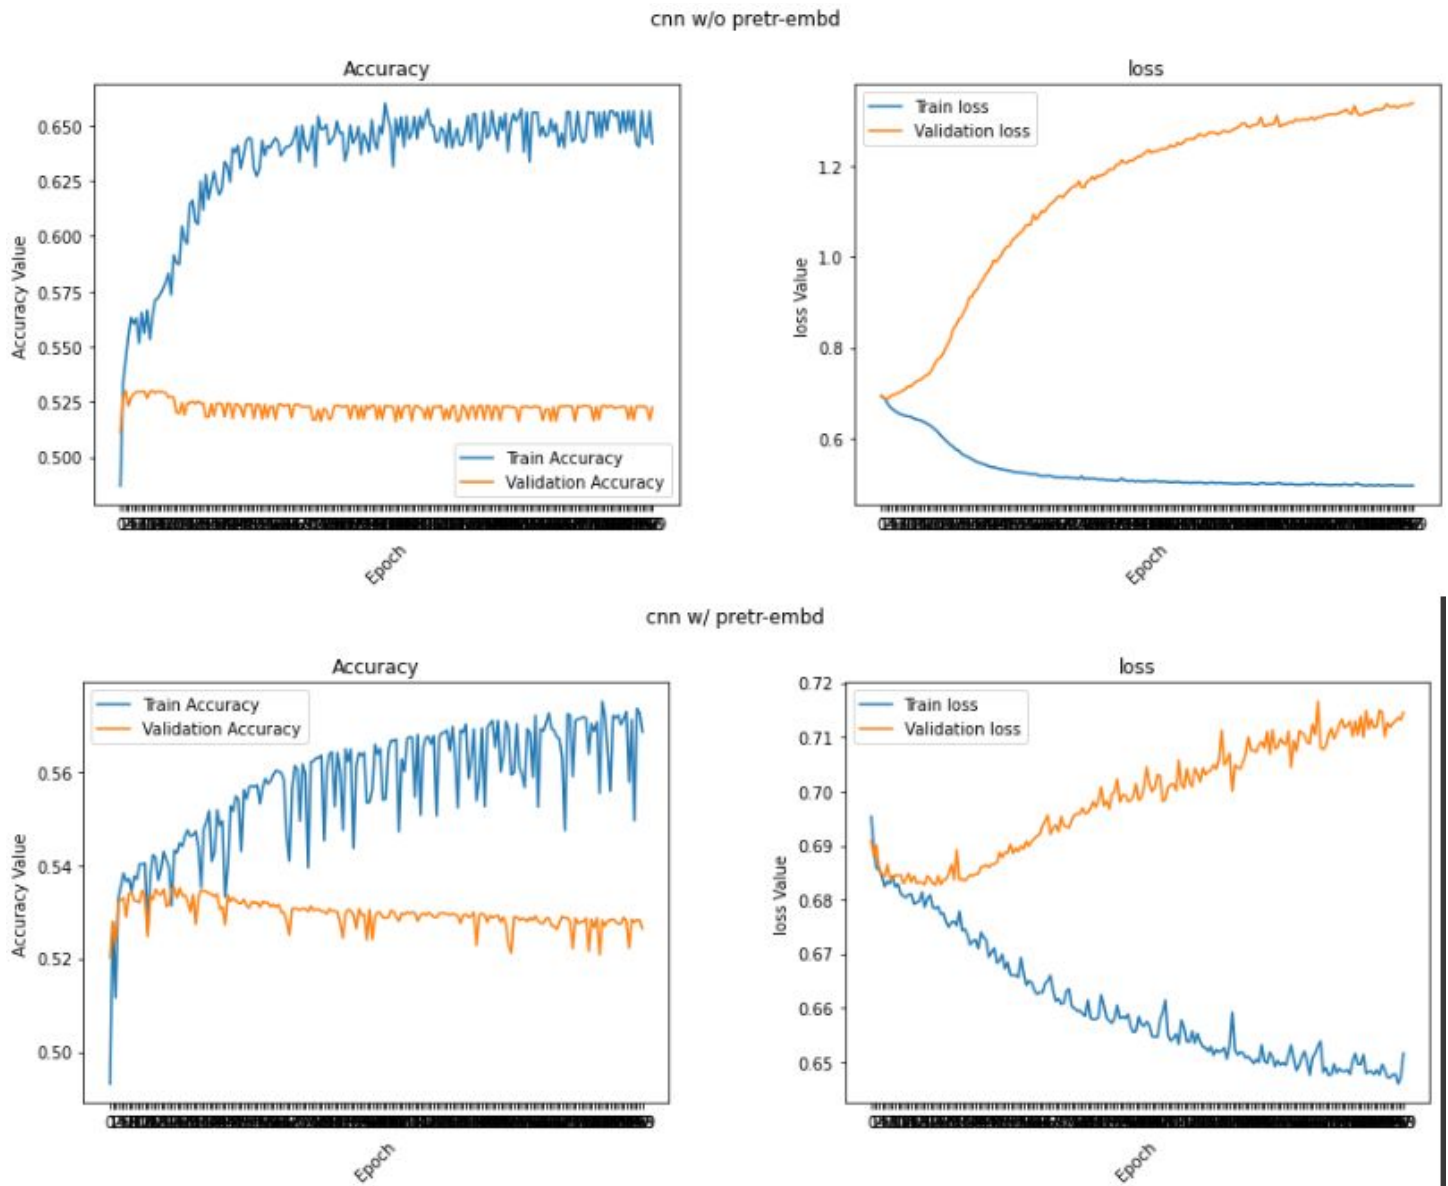 cnn w/o pretr-embd
Accuracy
0.650
0.625
0.600
0.575
0.550
0.525
0.500
Accuracy Value
Train Accuracy
Validation Accuracy
Epoch
loss
Train loss
Validation loss
1.2
1.0
0.8
0.6
loss Value
Epoch
cnn w/ pretr-embd
Accuracy
Train Accuracy
Validation Accuracy
0.56
0.54
0.52
0.50
Accuracy Value
Epoch
loss
0.72
0.71
0.70
0.69
0.68
0.67
0.66
0.65
Train loss
Validation loss
loss Value
Epoch